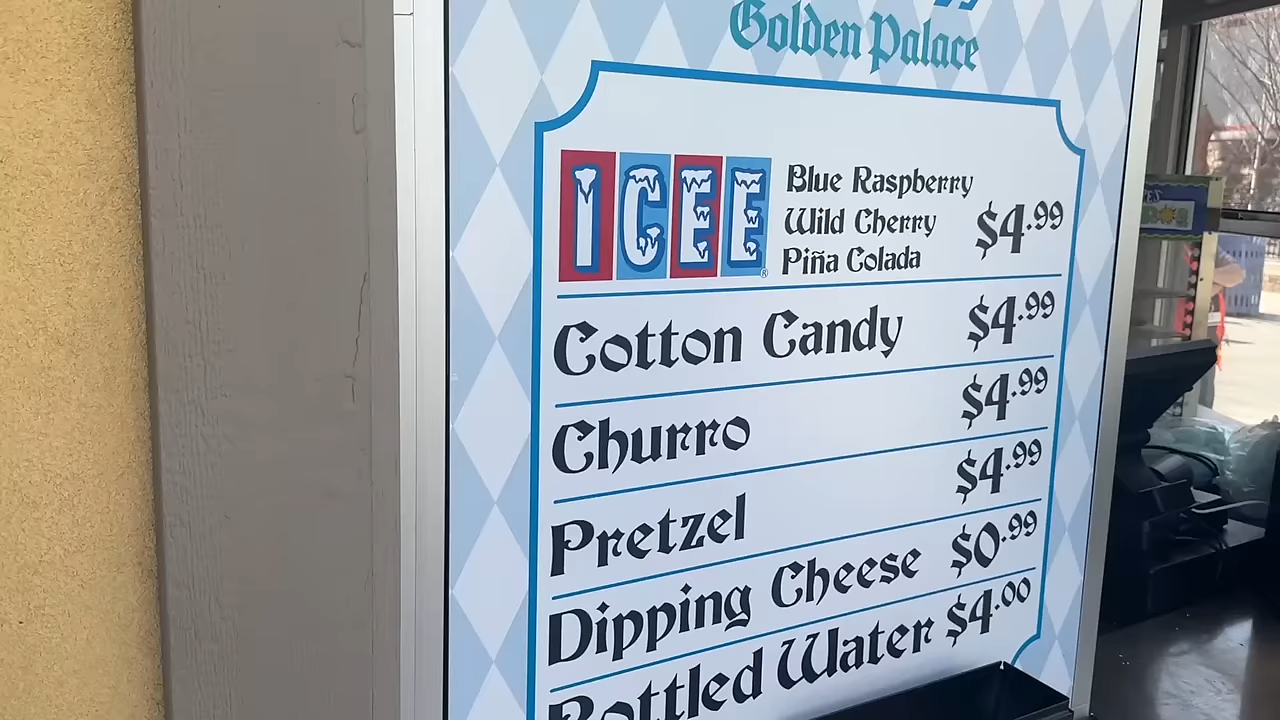 Golden Palace
ICEE®
Blue Raspberry
Wild Cherry
Piña Colada
$4.99
Cotton Candy $4.99
Churro $4.99
Pretzel $4.99
Dipping Cheese $0.99
Bottled Water $4.00